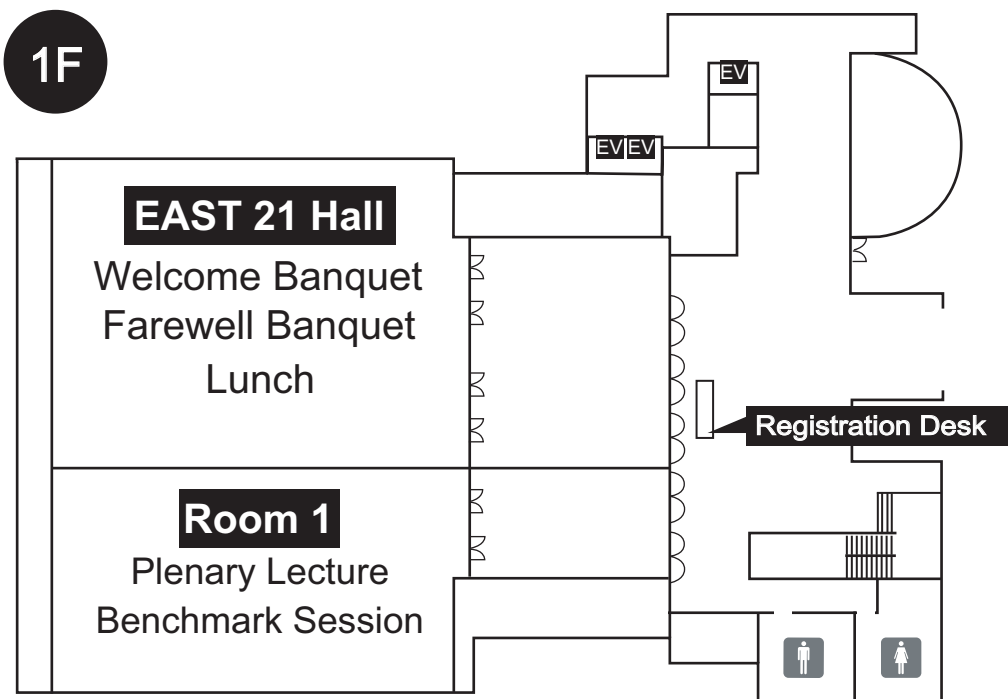 1F
EV
EV EV
EAST 21 Hall
Welcome Banquet
Farewell Banquet
Lunch
Registration Desk
Room 1
Plenary Lecture
Benchmark Session